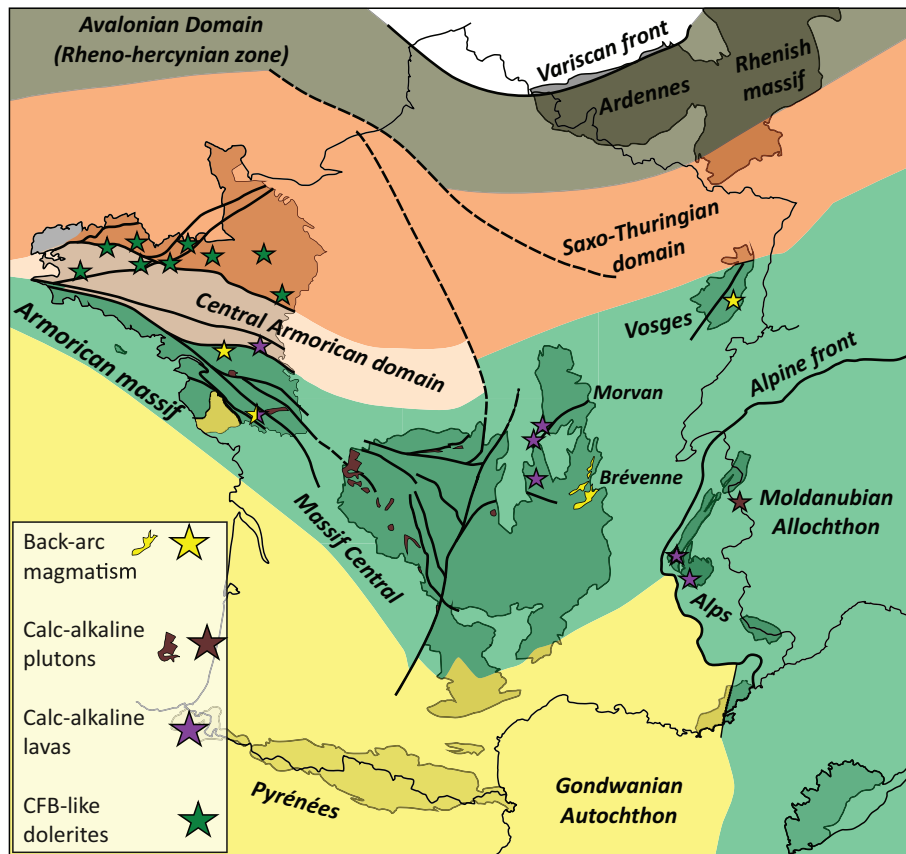 Avalonian Domain
(Rheno-hercynian zone)
Variscan front
Ardennes
Rhenish
massif
Saxo-Thuringian
domain
Central Armorican domain
Armorican massif
Vosges
Alpine front
Morvan
Brévenne
Massif Central
Moldanubian
Allochthon
Alps
Back-arc
magmatism
Calc-alkaline
plutons
Calc-alkaline
lavas
CFB-like
dolerites
Pyrénées
Gondwanian
Autochthon